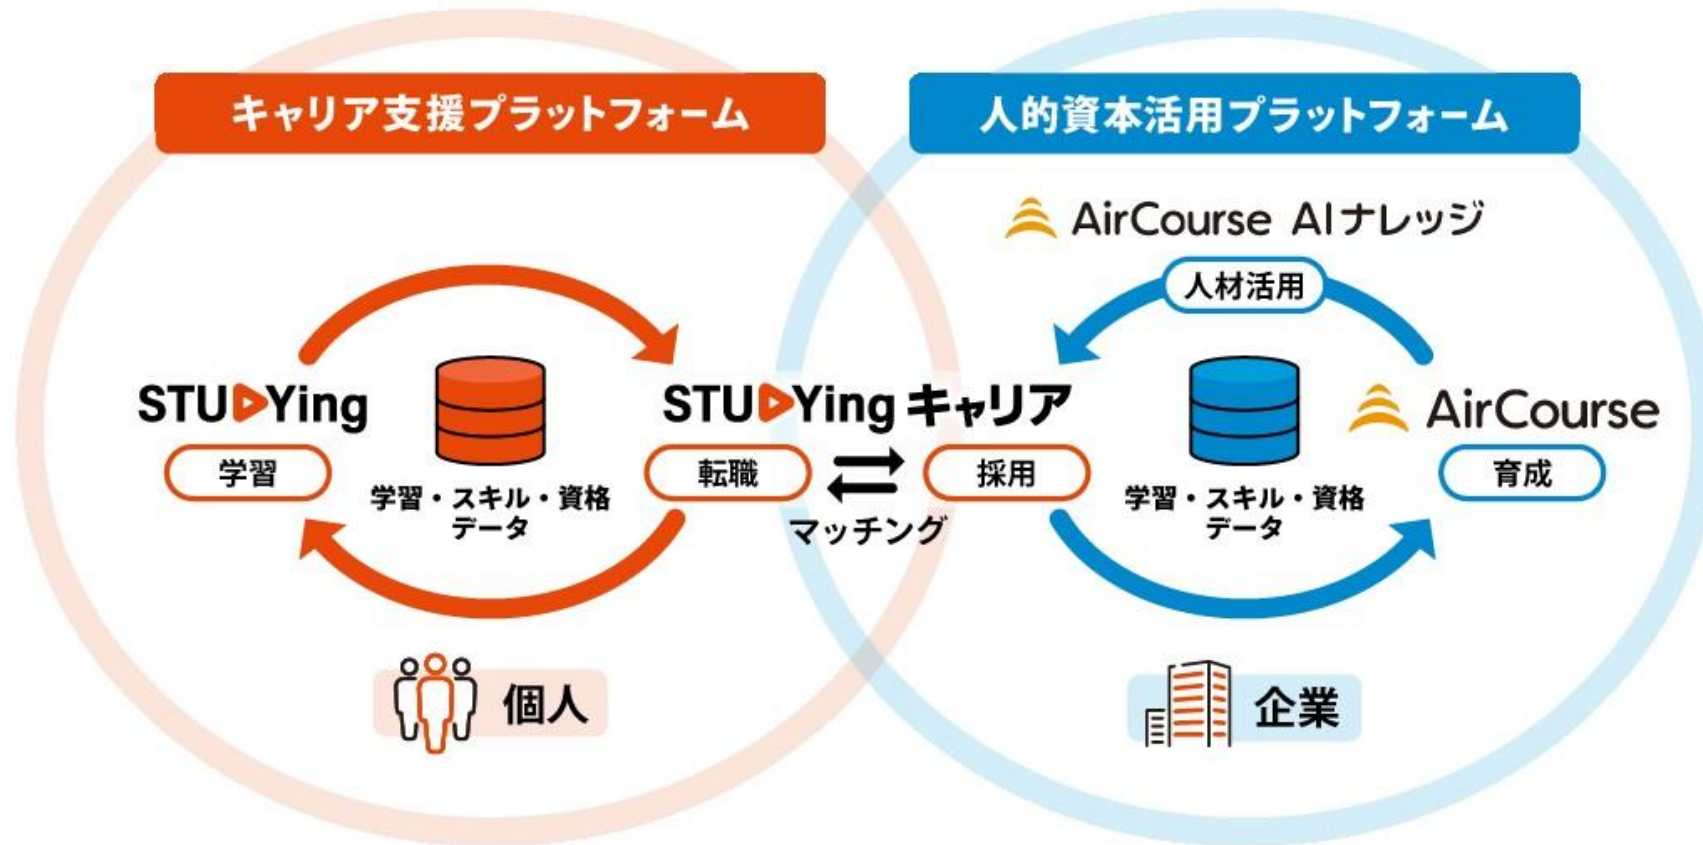 キャリア支援プラットフォーム
人的資本活用プラットフォーム
AirCourse AIナレッジ
人材活用
STUDYing
学習
学習・スキル・資格
データ
STUDYing キャリア
転職
マッチング
採用
学習・スキル・資格
データ
AirCourse
育成
個人
企業